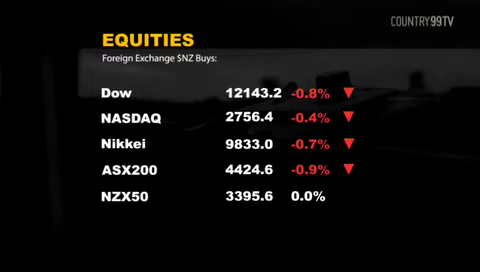 COUNTRY99TV
EQUITIES
Foreign Exchange $NZ Buys:
Dow 12143.2 -0.8%
NASDAQ 2756.4 -0.4%
Nikkei 9833.0 -0.7%
ASX200 4424.6 -0.9%
NZX50 3395.6 0.0%